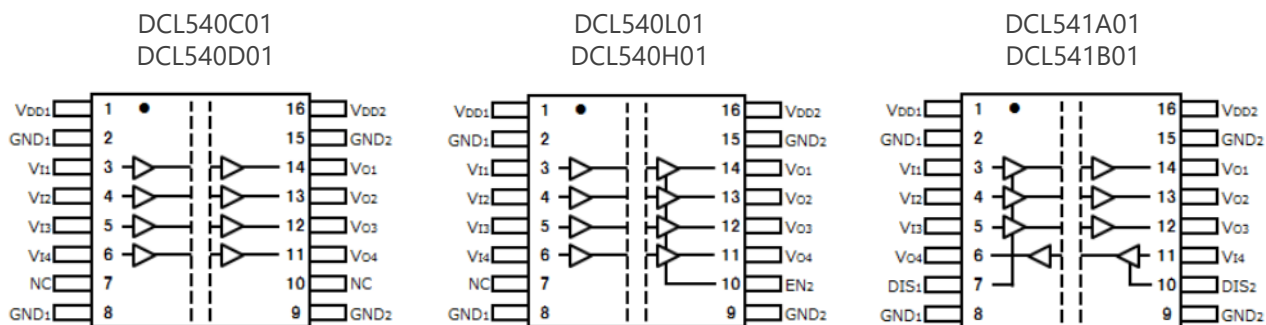 DCL540C01 DCL540L01 DCL541A01
DCL540D01 DCL540H01 DCL541B01
VDD1 1 16 VDD2 VDD1 1 16 VDD2 VDD1 1 16 VDD2
GND1 2 15 GND2 GND1 2 15 GND2 GND1 2 15 GND2
VI1 3 14 VO1 VI1 3 14 VO1 VI1 3 14 VO1
VI2 4 13 VO2 VI2 4 13 VO2 VI2 4 13 VO2
VI3 5 12 VO3 VI3 5 12 VO3 VI3 5 12 VO3
VI4 6 11 VO4 VI4 6 11 VO4 VO4 6 11 VI4
NC 7 10 NC NC 7 10 EN2 DIS1 7 10 DIS2
GND1 8 9 GND2 GND1 8 9 GND2 GND1 8 9 GND2